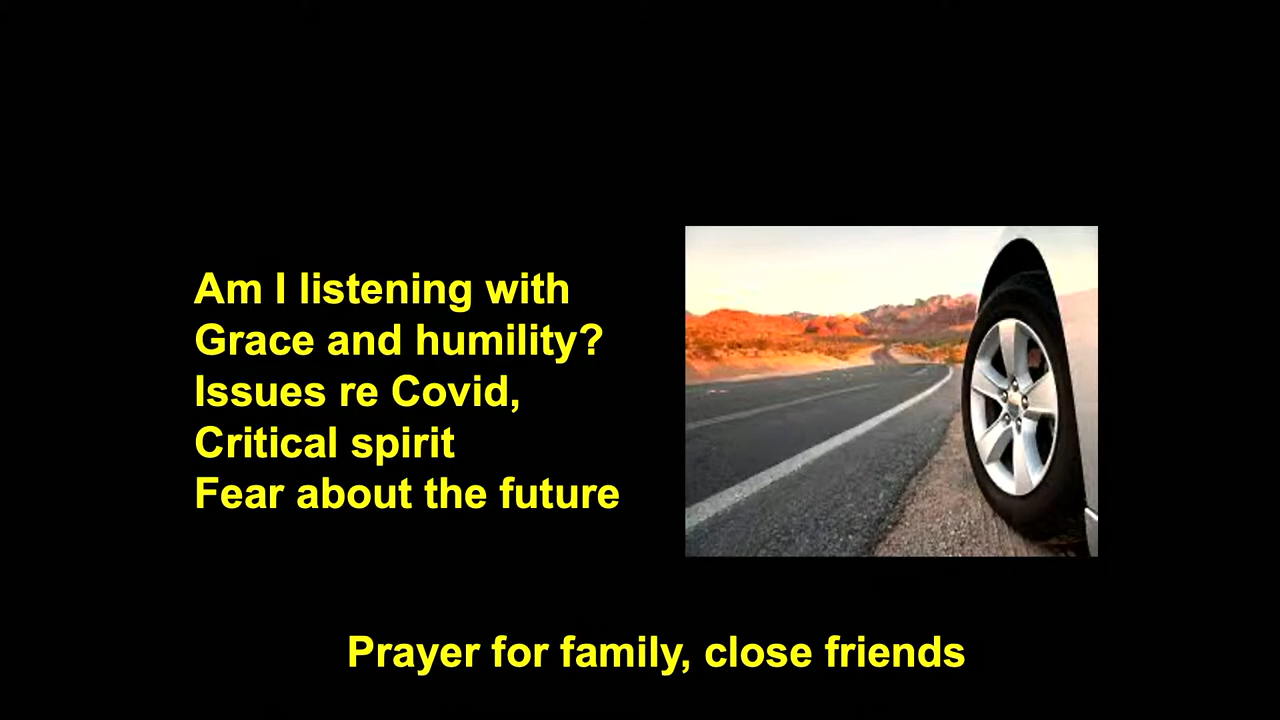 Am I listening with
Grace and humility?
Issues re Covid,
Critical spirit
Fear about the future
Prayer for family, close friends